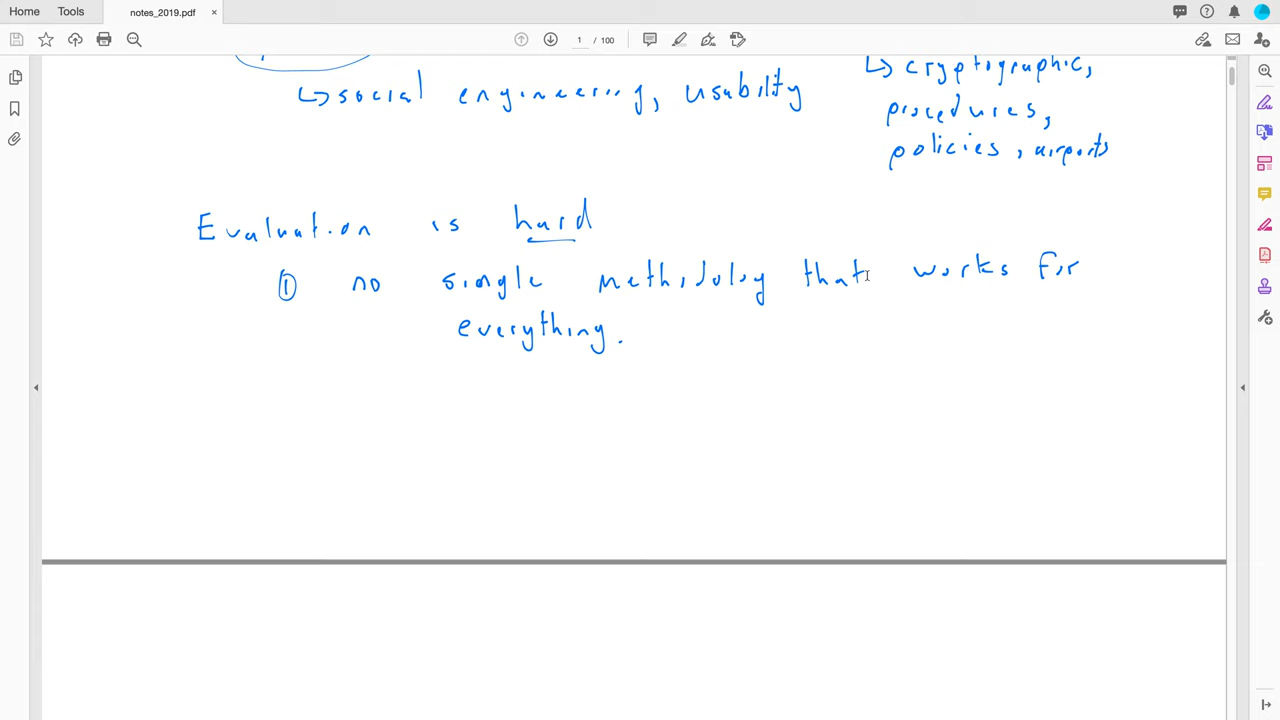 Home Tools notes_2019.pdf ×
1 / 100
↳ social engineering, usability
↳ cryptographic,
procedures,
policies, airports
Evaluation is hard
① no single methodology that works for
everything.